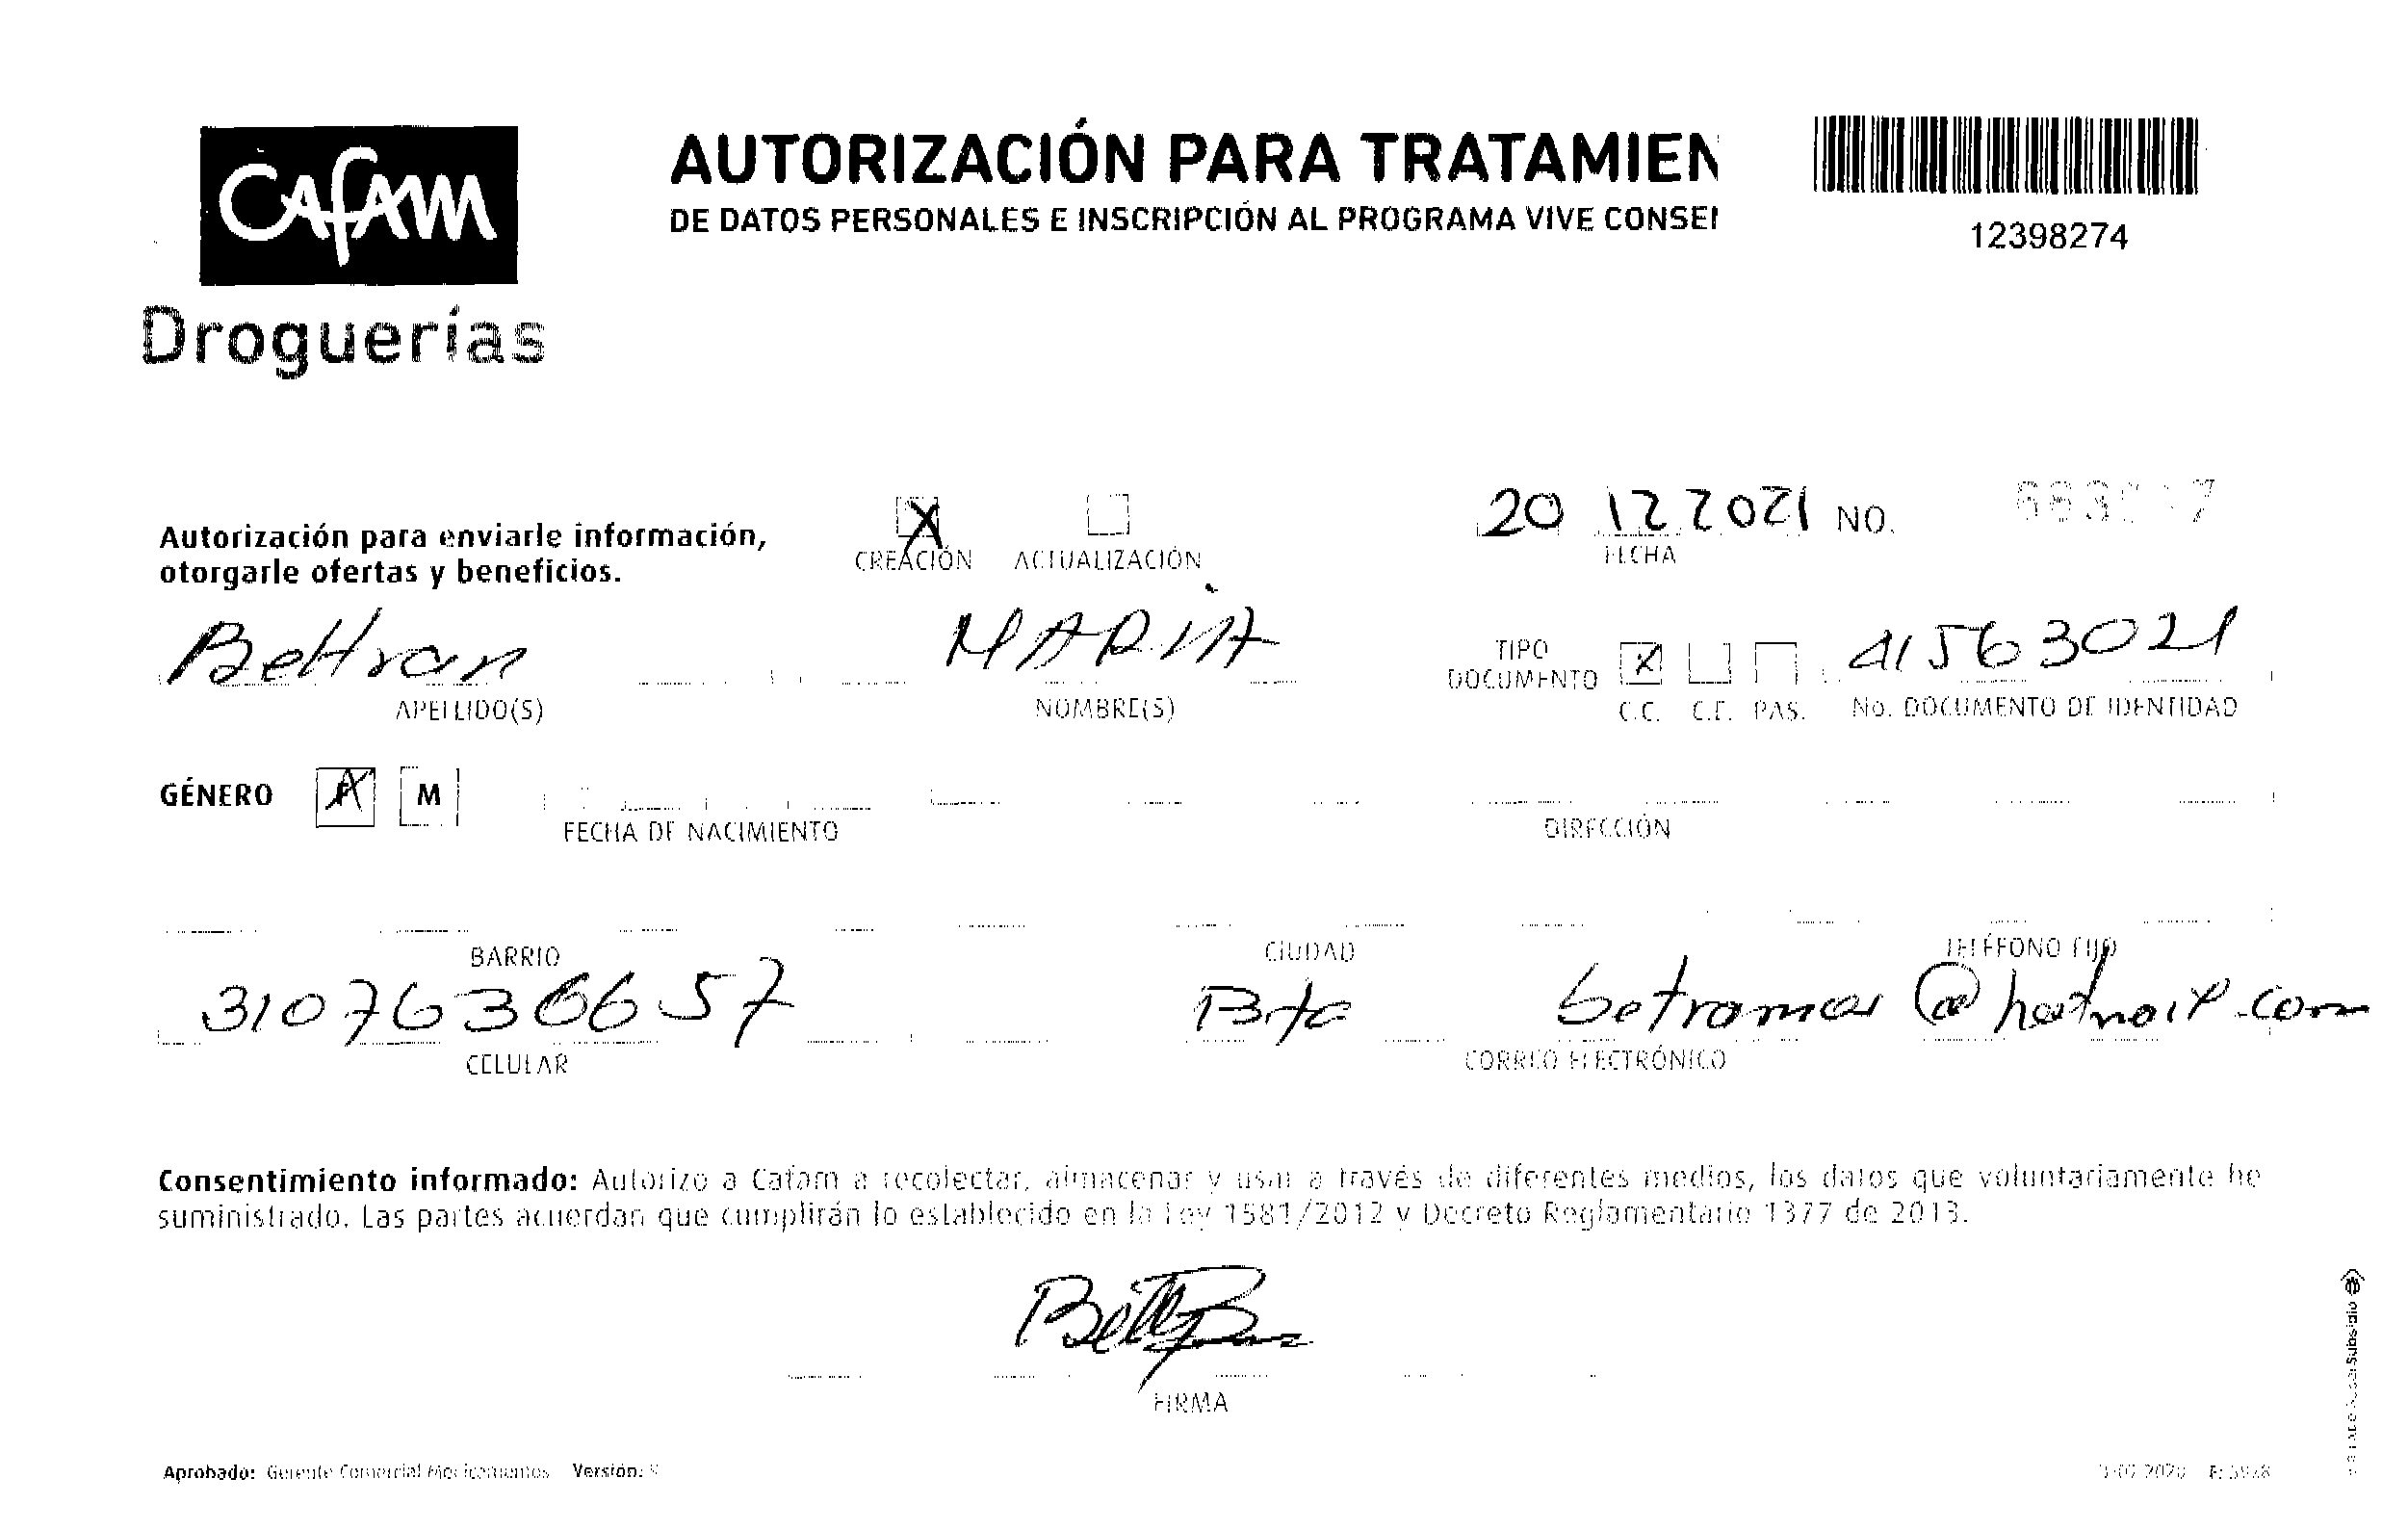 CAfAM
Droguerías
AUTORIZACIÓN PARA TRATAMIEN
DE DATOS PERSONALES E INSCRIPCIÓN AL PROGRAMA VIVE CONSEI
12398274
Autorización para enviarle información,
otorgarle ofertas y beneficios.
CREACIÓN ACTUALIZACIÓN
20 12 2021 NO.
FECHA
Beltran MARIA
APELLIDO(S) NOMBRE(S)
TIPO
DOCUMENTO X 41563021
C.C. C.E. PAS. No. DOCUMENTO DE IDENTIDAD
GÉNERO F M
FECHA DE NACIMIENTO DIRECCIÓN
BARRIO CIUDAD TELÉFONO FIJO
3107636657 Bta betramar@hotmail.com
CELULAR CORREO ELECTRÓNICO
Consentimiento informado: Autorizo a Cafam a recolectar, almacenar y usar a través de diferentes medios, los datos que voluntariamente he
suministrado. Las partes acuerdan que cumplirán lo establecido en la Ley 1581/2012 y Decreto Reglamentario 1377 de 2013.
FIRMA
Aprobado: Gerente Comercial Medicamentos Versión: